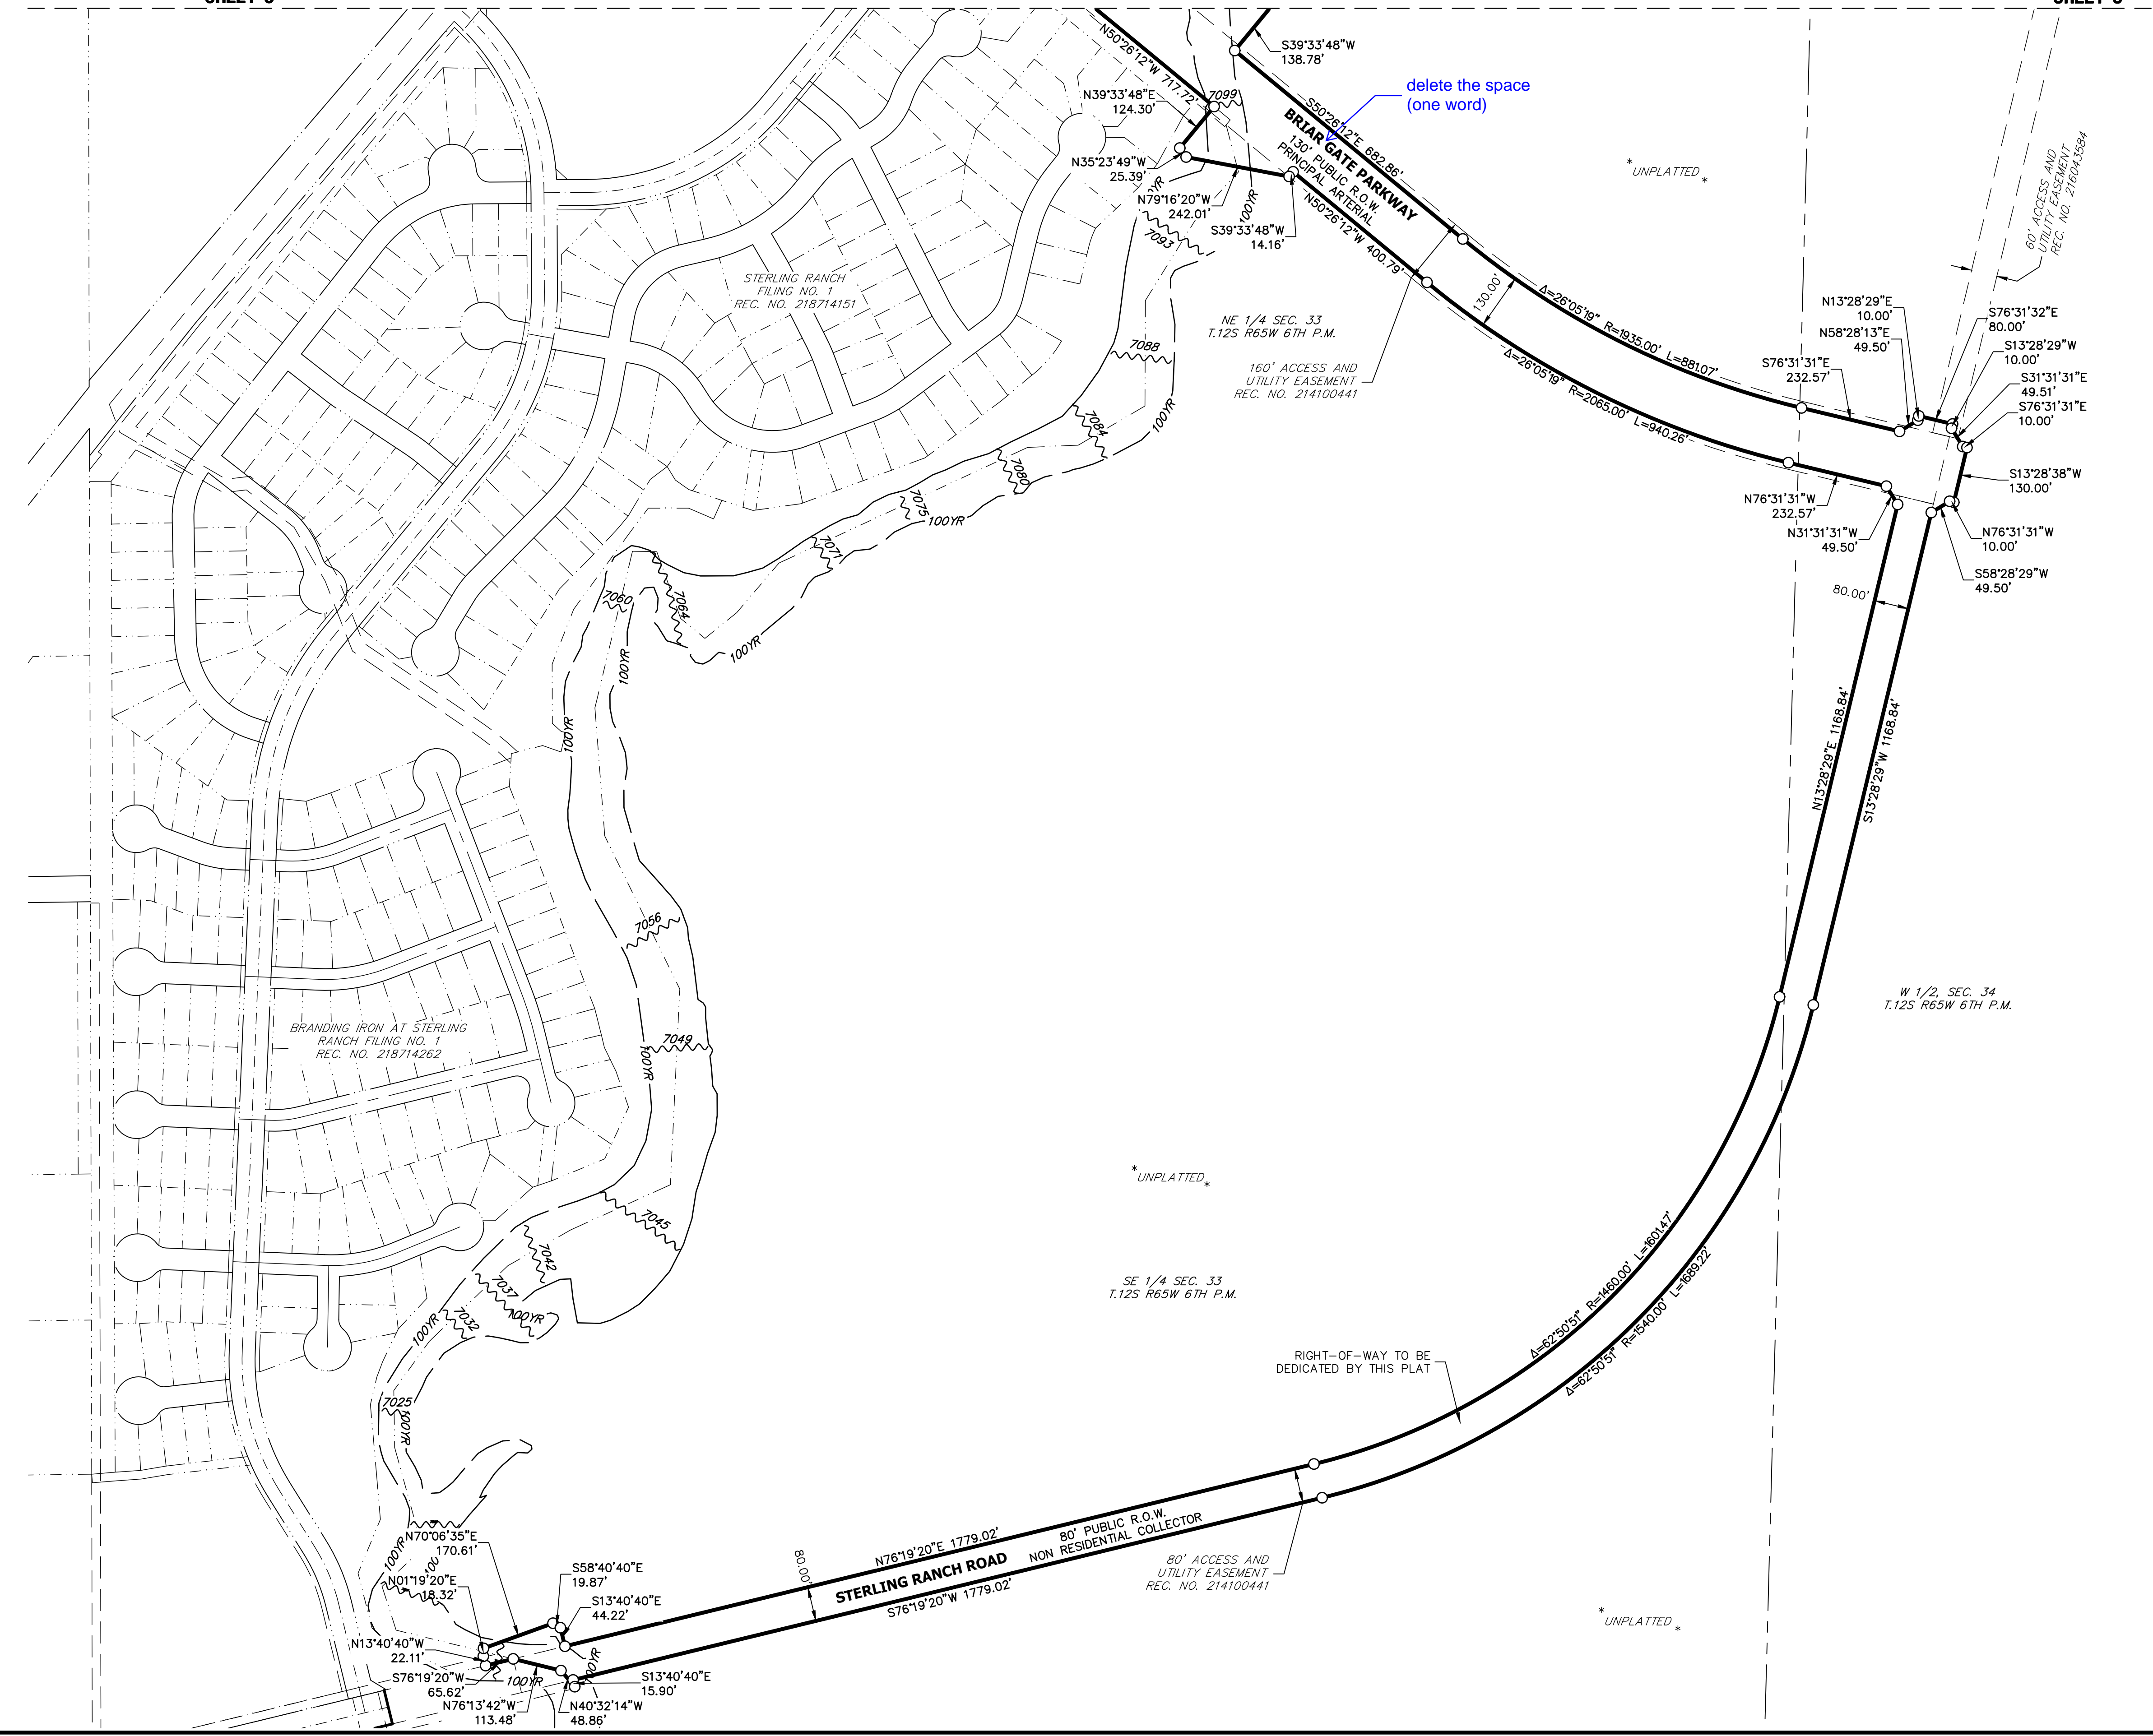 S39°33'48"W
138.78'
N50°26'12"W 717.72'
delete the space
(one word)
N39°33'48"E
124.30'
7099
S50°26'12"E 682.86'
BRIAR GATE PARKWAY
130' PUBLIC R.O.W.
PRINCIPAL ARTERIAL
*UNPLATTED*
60' ACCESS AND
UTILITY EASEMENT
REC. NO. 216043584
N35°23'49"W
25.39'
N79°16'20"W
242.01'
S39°33'48"W
14.16'
N50°26'12"W 400.79'
100YR
7093
STERLING RANCH
FILING NO. 1
REC. NO. 218714151
130.00'
Δ=26°05'19" R=1935.00' L=881.07'
Δ=26°05'19" R=2065.00' L=940.26'
NE 1/4 SEC. 33
T.12S R65W 6TH P.M.
7088
160' ACCESS AND
UTILITY EASEMENT
REC. NO. 214100441
N13°28'29"E
10.00'
N58°28'13"E
49.50'
S76°31'31"E
232.57'
S76°31'32"E
80.00'
S13°28'29"W
10.00'
S31°31'31"E
49.51'
S76°31'31"E
10.00'
7084
100YR
7080
7075
100YR
7071
S13°28'38"W
130.00'
N76°31'31"W
232.57'
N31°31'31"W
49.50'
N76°31'31"W
10.00'
S58°28'29"W
49.50'
80.00'
7060
7064
100YR
100YR
100YR
N13°28'29"E 1168.84'
S13°28'29"W 1168.84'
7056
W 1/2, SEC. 34
T.12S R65W 6TH P.M.
BRANDING IRON AT STERLING
RANCH FILING NO. 1
REC. NO. 218714262
7049
100YR
*UNPLATTED*
7045
7042
7037
7032
100YR
100YR
SE 1/4 SEC. 33
T.12S R65W 6TH P.M.
Δ=62°50'51" R=1460.00' L=1601.47'
Δ=62°50'51" R=1540.00' L=1689.22'
RIGHT-OF-WAY TO BE
DEDICATED BY THIS PLAT
7025
100YR
N70°06'35"E
170.61'
100YR
N01°19'20"E
18.32'
S58°40'40"E
19.87'
S13°40'40"E
44.22'
80.00'
N76°19'20"E 1779.02'
80' PUBLIC R.O.W.
STERLING RANCH ROAD
NON RESIDENTIAL COLLECTOR
S76°19'20"W 1779.02'
80' ACCESS AND
UTILITY EASEMENT
REC. NO. 214100441
*UNPLATTED*
N13°40'40"W
22.11'
S76°19'20"W
65.62'
100YR
100YR
N76°13'42"W
113.48'
N40°32'14"W
48.86'
S13°40'40"E
15.90'